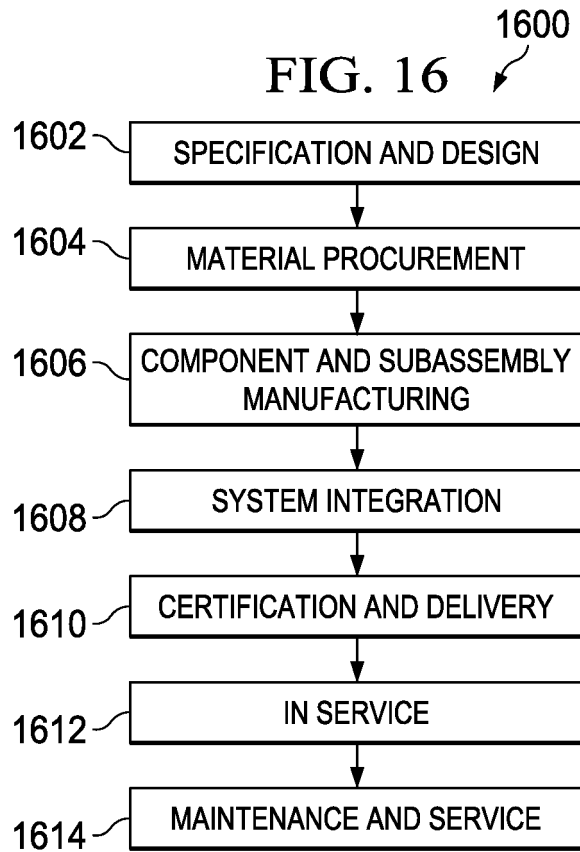 1600
FIG. 16
1602
SPECIFICATION AND DESIGN
1604
MATERIAL PROCUREMENT
1606
COMPONENT AND SUBASSEMBLY
MANUFACTURING
1608
SYSTEM INTEGRATION
1610
CERTIFICATION AND DELIVERY
1612
IN SERVICE
1614
MAINTENANCE AND SERVICE